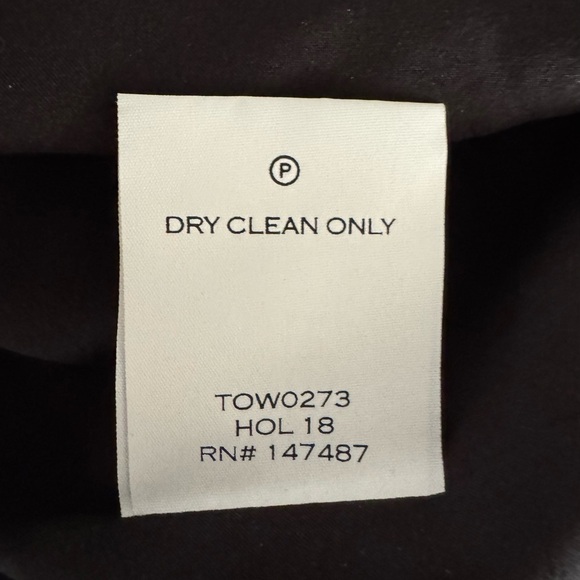 P
DRY CLEAN ONLY
TOW0273
HOL 18
RN# 147487